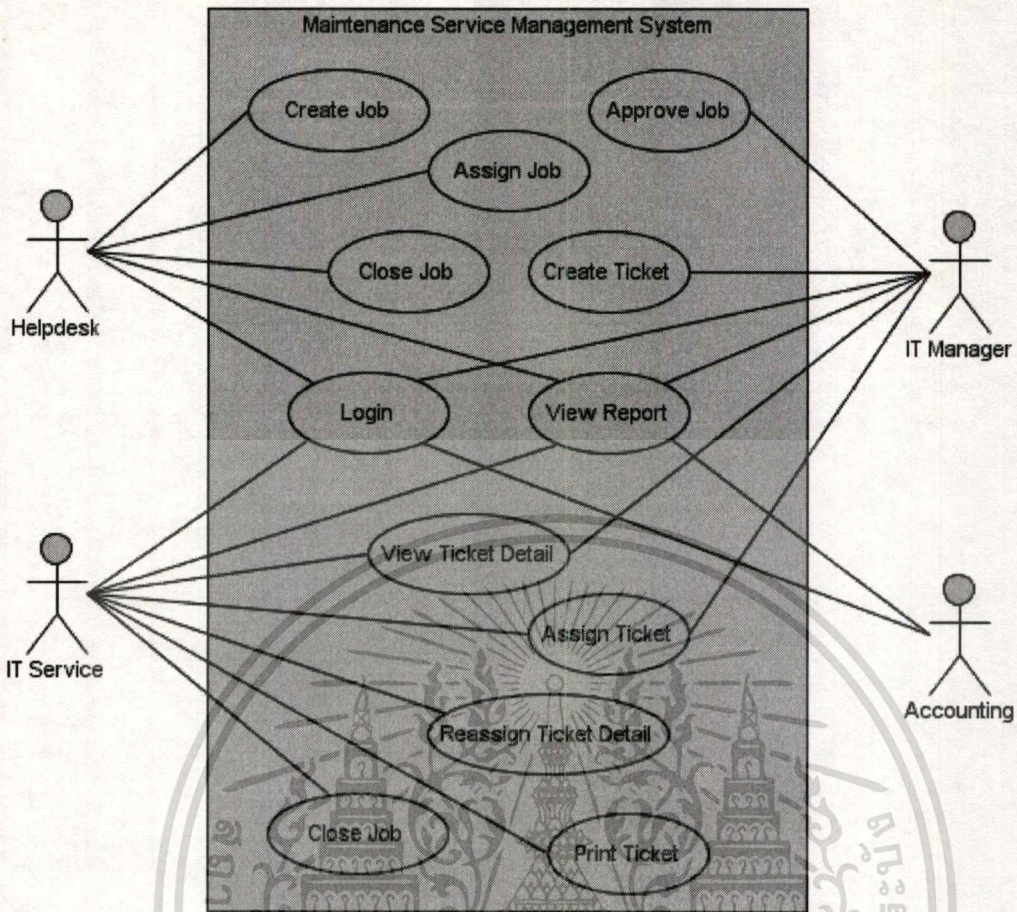 Maintenance Service Management System
Create Job
Approve Job
Assign Job
Close Job
Create Ticket
Helpdesk
IT Manager
Login
View Report
View Ticket Detail
Assign Ticket
IT Service
Accounting
Reassign Ticket Detail
Close Job
Print Ticket